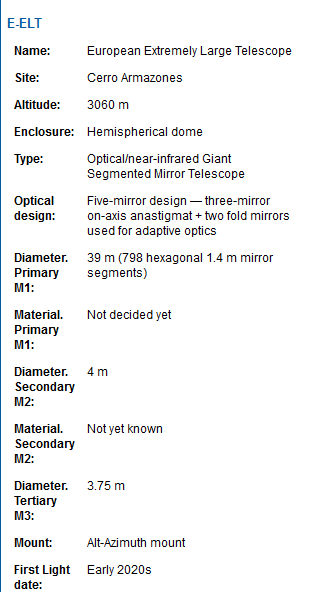 E-ELT
Name: European Extremely Large Telescope
Site: Cerro Armazones
Altitude: 3060 m
Enclosure: Hemispherical dome
Type: Optical/near-infrared Giant
Segmented Mirror Telescope
Optical design: Five-mirror design — three-mirror
on-axis anastigmat + two fold mirrors
used for adaptive optics
Diameter. Primary M1: 39 m (798 hexagonal 1.4 m mirror
segments)
Material. Primary M1: Not decided yet
Diameter. Secondary M2: 4 m
Material. Secondary M2: Not yet known
Diameter. Tertiary M3: 3.75 m
Mount: Alt-Azimuth mount
First Light date: Early 2020s